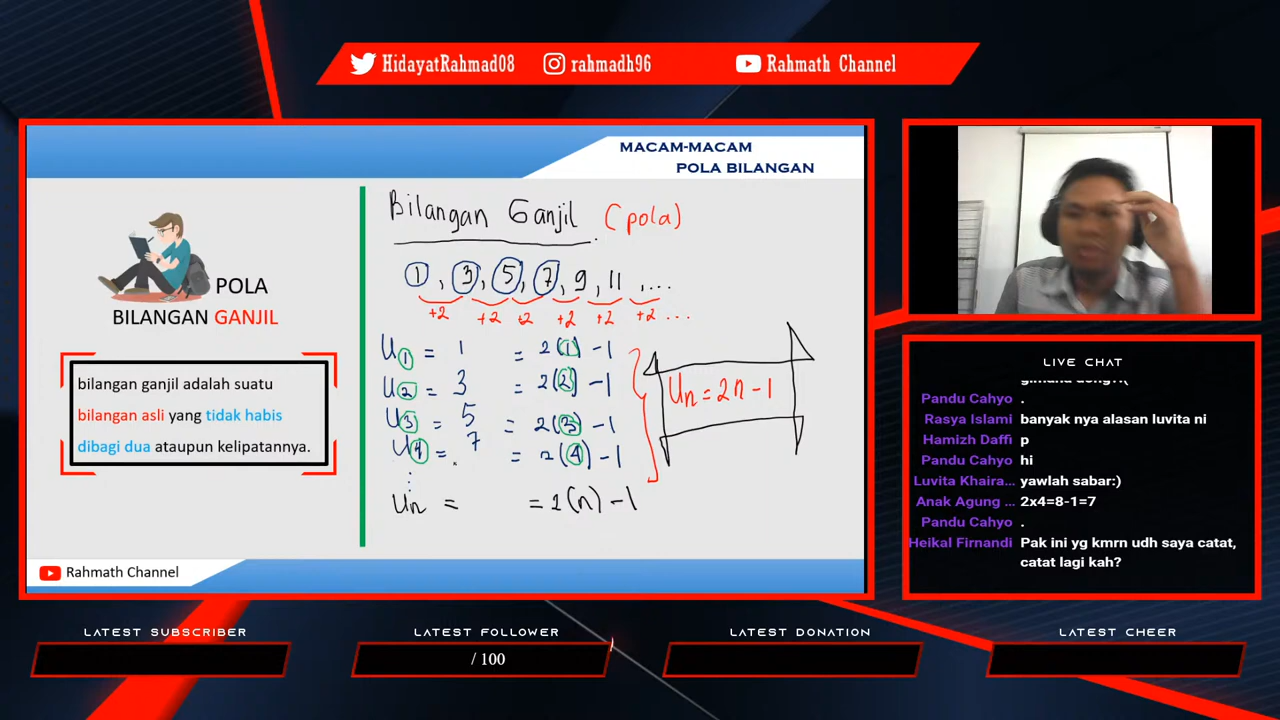 HidayatRahmad08 rahmadh96 Rahmath Channel
MACAM-MACAM
POLA BILANGAN
POLA
BILANGAN GANJIL
bilangan ganjil adalah suatu
bilangan asli yang tidak habis
dibagi dua ataupun kelipatannya.
Rahmath Channel
Bilangan Ganjil (pola)
1, 3, 5, 7, 9, 11, ...
+2 +2 +2 +2 +2 +2 ...
U1 = 1 = 2(1) - 1
U2 = 3 = 2(2) - 1
U3 = 5 = 2(3) - 1
U4 = 7 = 2(4) - 1
⋮
Un = = 2(n) - 1
Un = 2n - 1
LIVE CHAT
Pandu Cahyo .
Rasya Islami banyak nya alasan luvita ni
Hamizh Daffi p
Pandu Cahyo hi
Luvita Khaira... yawlah sabar:)
Anak Agung ... 2x4=8-1=7
Pandu Cahyo .
Heikal Firnandi Pak ini yg kmrn udh saya catat,
catat lagi kah?
LATEST SUBSCRIBER
LATEST FOLLOWER
/ 100
LATEST DONATION
LATEST CHEER